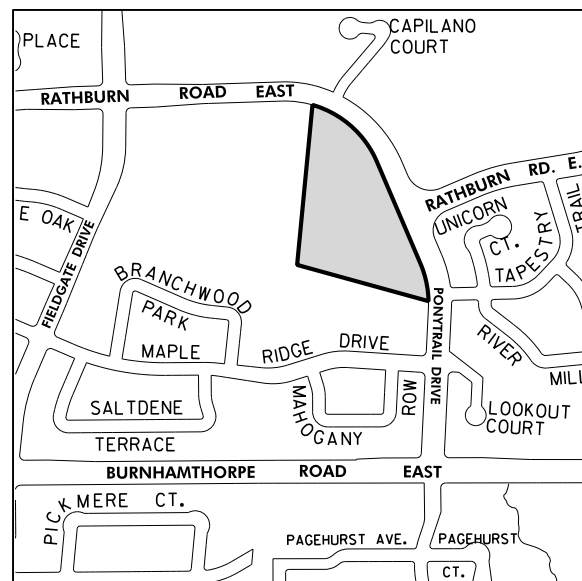 CAPILANO
COURT
PLACE
RATHBURN ROAD EAST
RATHBURN RD. E.
UNICORN
CT.
TAPESTRY
TRAIL
E OAK
FIELDGATE DRIVE
BRANCHWOOD
PARK
PONYTRAIL DRIVE
RIVER
MILL
MAPLE RIDGE DRIVE
SALTDENE
TERRACE
MAHOGANY
ROW
LOOKOUT
COURT
BURNHAMTHORPE ROAD EAST
PICKMERE CT.
PAGEHURST AVE.
PAGEHURST
CT.